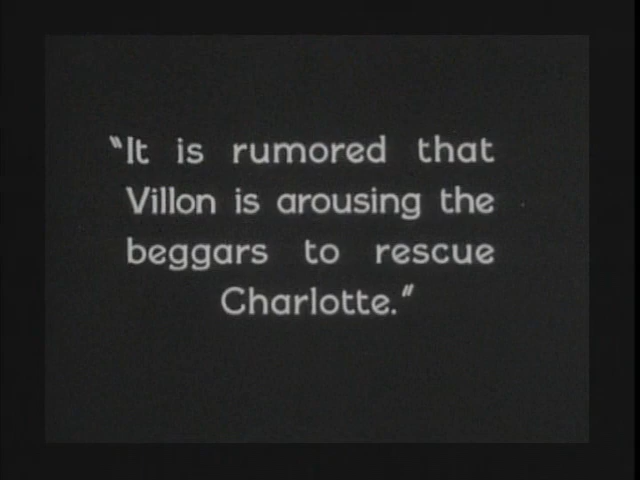 "It is rumored that
Villon is arousing the
beggars to rescue
Charlotte."